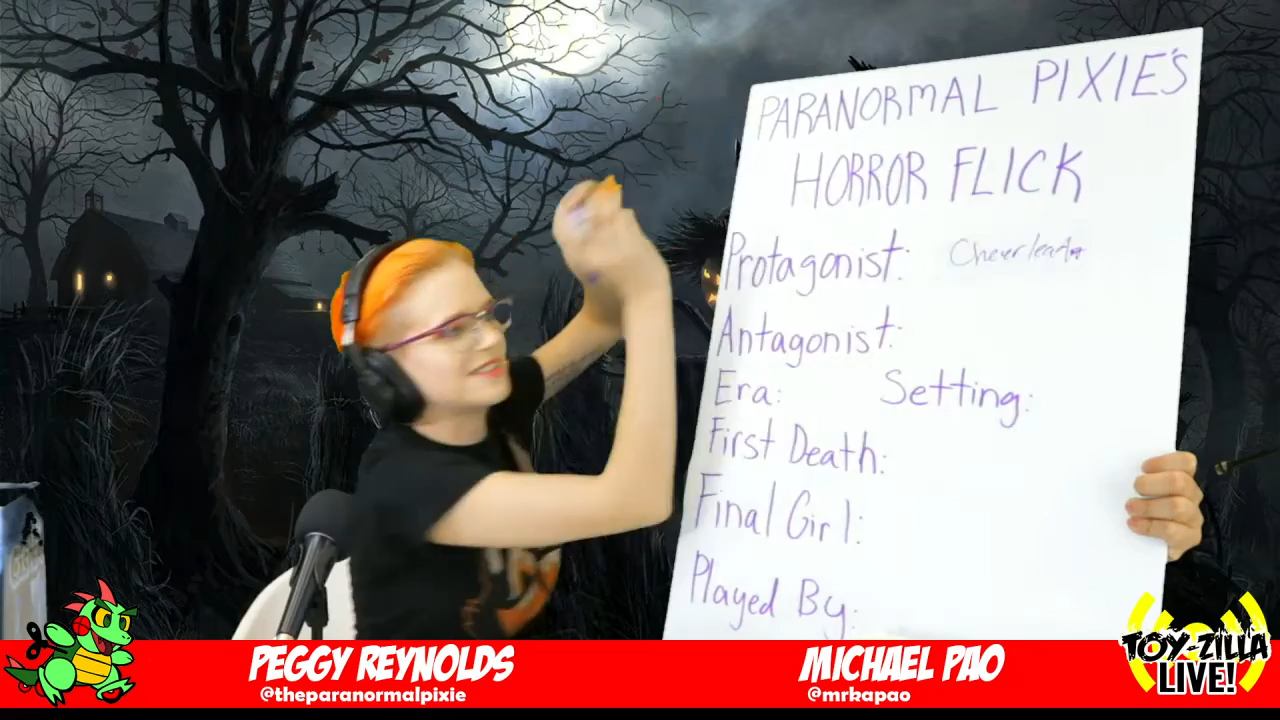 PARANORMAL PIXIE'S
HORROR FLICK
Protagonist: Cheerleader
Antagonist:
Era: Setting:
First Death:
Final Girl:
Played By:
PEGGY REYNOLDS
@theparanormalpixie
MICHAEL PAO
@mrkapao
TOY-ZILLA
LIVE!